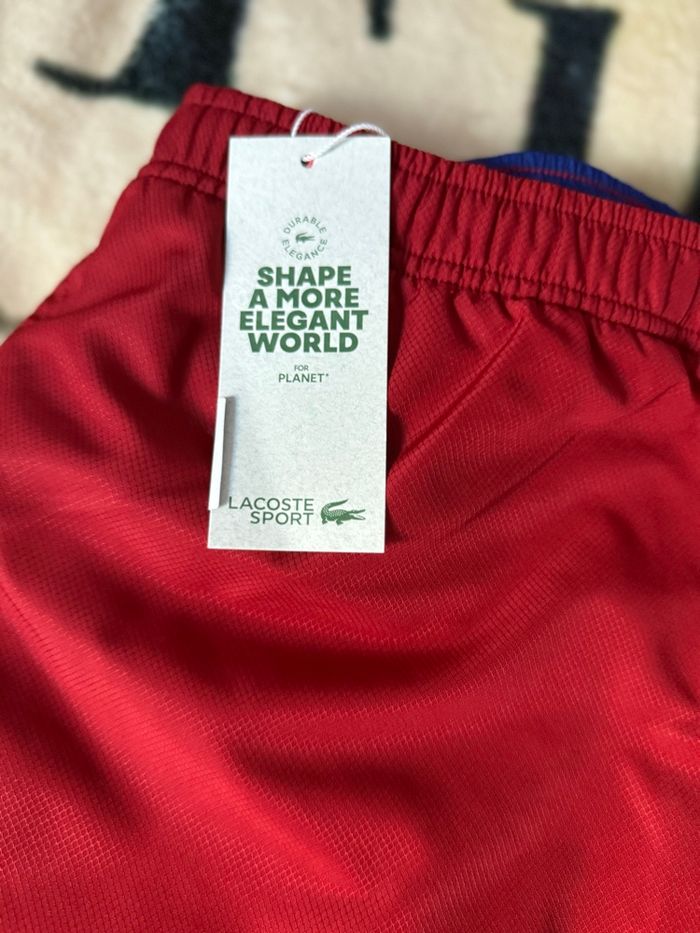 DURABLE
ELEGANCE
SHAPE
A MORE
ELEGANT
WORLD
FOR
PLANET*
LACOSTE
SPORT